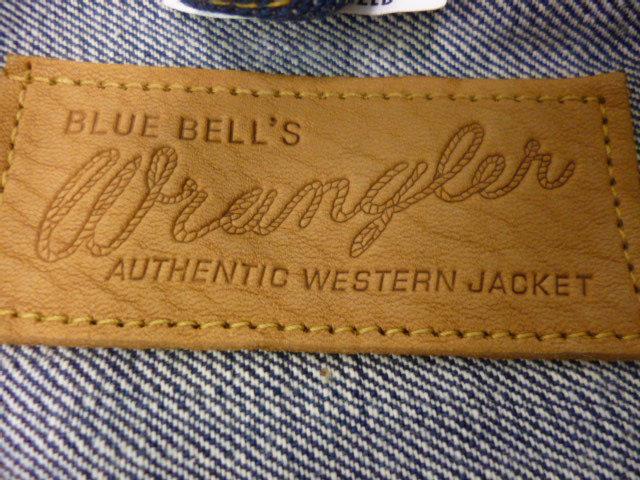 BLUE BELL'S
Wrangler
AUTHENTIC WESTERN JACKET